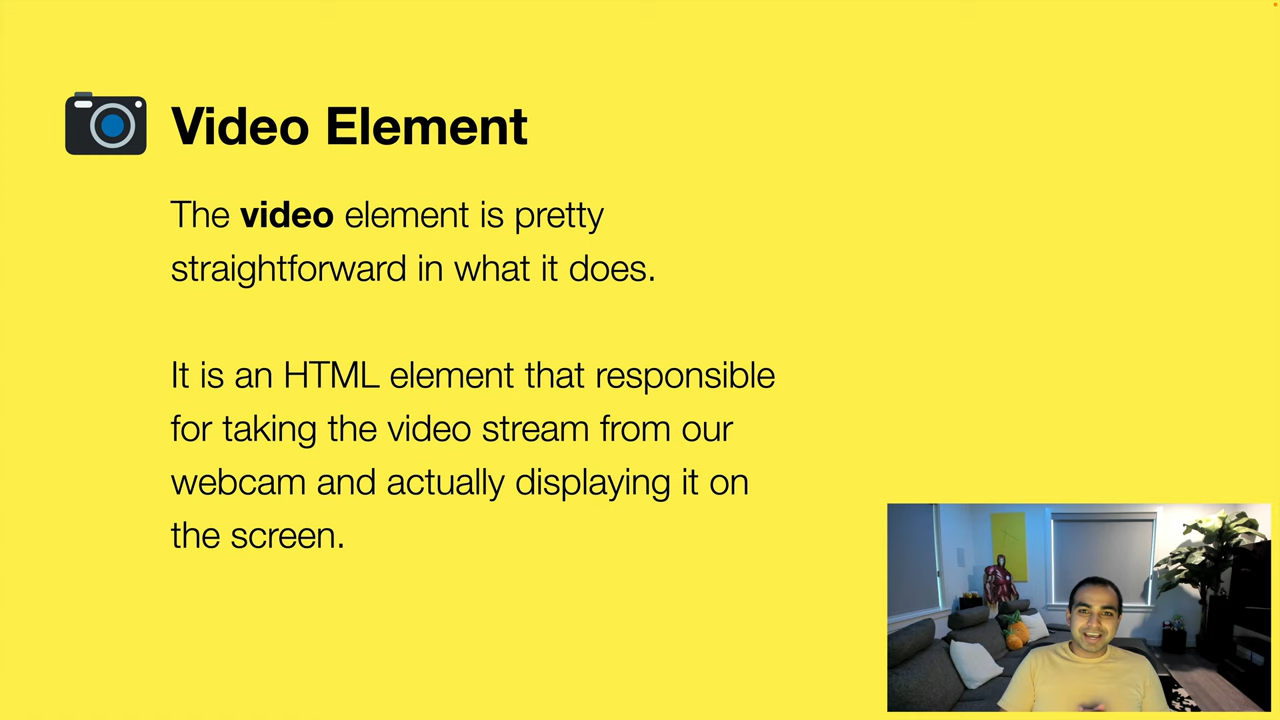 Video Element
The video element is pretty
straightforward in what it does.
It is an HTML element that responsible
for taking the video stream from our
webcam and actually displaying it on
the screen.